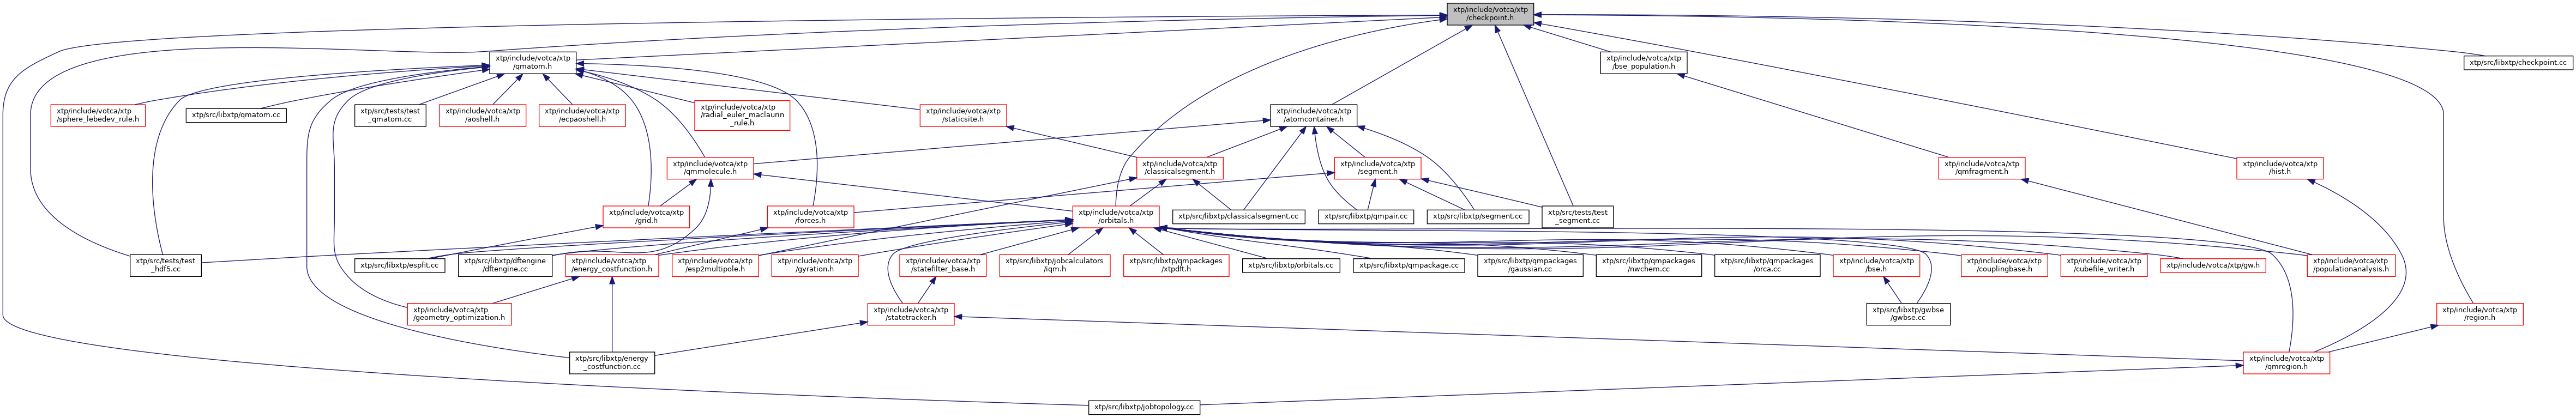 xtp/include/votca/xtp
/checkpoint.h
xtp/include/votca/xtp
/qmatom.h
xtp/include/votca/xtp
/bse_population.h
xtp/src/libxtp/checkpoint.cc
xtp/include/votca/xtp
/sphere_lebedev_rule.h
xtp/src/libxtp/qmatom.cc
xtp/src/tests/test
_qmatom.cc
xtp/include/votca/xtp
/aoshell.h
xtp/include/votca/xtp
/ecpaoshell.h
xtp/include/votca/xtp
/radial_euler_maclaurin
_rule.h
xtp/include/votca/xtp
/staticsite.h
xtp/include/votca/xtp
/atomcontainer.h
xtp/include/votca/xtp
/qmmolecule.h
xtp/include/votca/xtp
/classicalsegment.h
xtp/include/votca/xtp
/segment.h
xtp/include/votca/xtp
/qmfragment.h
xtp/include/votca/xtp
/hist.h
xtp/include/votca/xtp
/grid.h
xtp/include/votca/xtp
/forces.h
xtp/include/votca/xtp
/orbitals.h
xtp/src/libxtp/classicalsegment.cc
xtp/src/libxtp/qmpair.cc
xtp/src/libxtp/segment.cc
xtp/src/tests/test
_segment.cc
xtp/src/tests/test
_hdf5.cc
xtp/src/libxtp/espfit.cc
xtp/src/libxtp/dftengine
/dftengine.cc
xtp/include/votca/xtp
/energy_costfunction.h
xtp/include/votca/xtp
/esp2multipole.h
xtp/include/votca/xtp
/gyration.h
xtp/include/votca/xtp
/statefilter_base.h
xtp/src/libxtp/jobcalculators
/iqm.h
xtp/src/libxtp/qmpackages
/xtpdft.h
xtp/src/libxtp/orbitals.cc
xtp/src/libxtp/qmpackage.cc
xtp/src/libxtp/qmpackages
/gaussian.cc
xtp/src/libxtp/qmpackages
/nwchem.cc
xtp/src/libxtp/qmpackages
/orca.cc
xtp/include/votca/xtp
/bse.h
xtp/include/votca/xtp
/couplingbase.h
xtp/include/votca/xtp
/cubefile_writer.h
xtp/include/votca/xtp/gw.h
xtp/include/votca/xtp
/populationanalysis.h
xtp/include/votca/xtp
/geometry_optimization.h
xtp/include/votca/xtp
/statetracker.h
xtp/src/libxtp/gwbse
/gwbse.cc
xtp/include/votca/xtp
/region.h
xtp/src/libxtp/energy
_costfunction.cc
xtp/include/votca/xtp
/qmregion.h
xtp/src/libxtp/jobtopology.cc